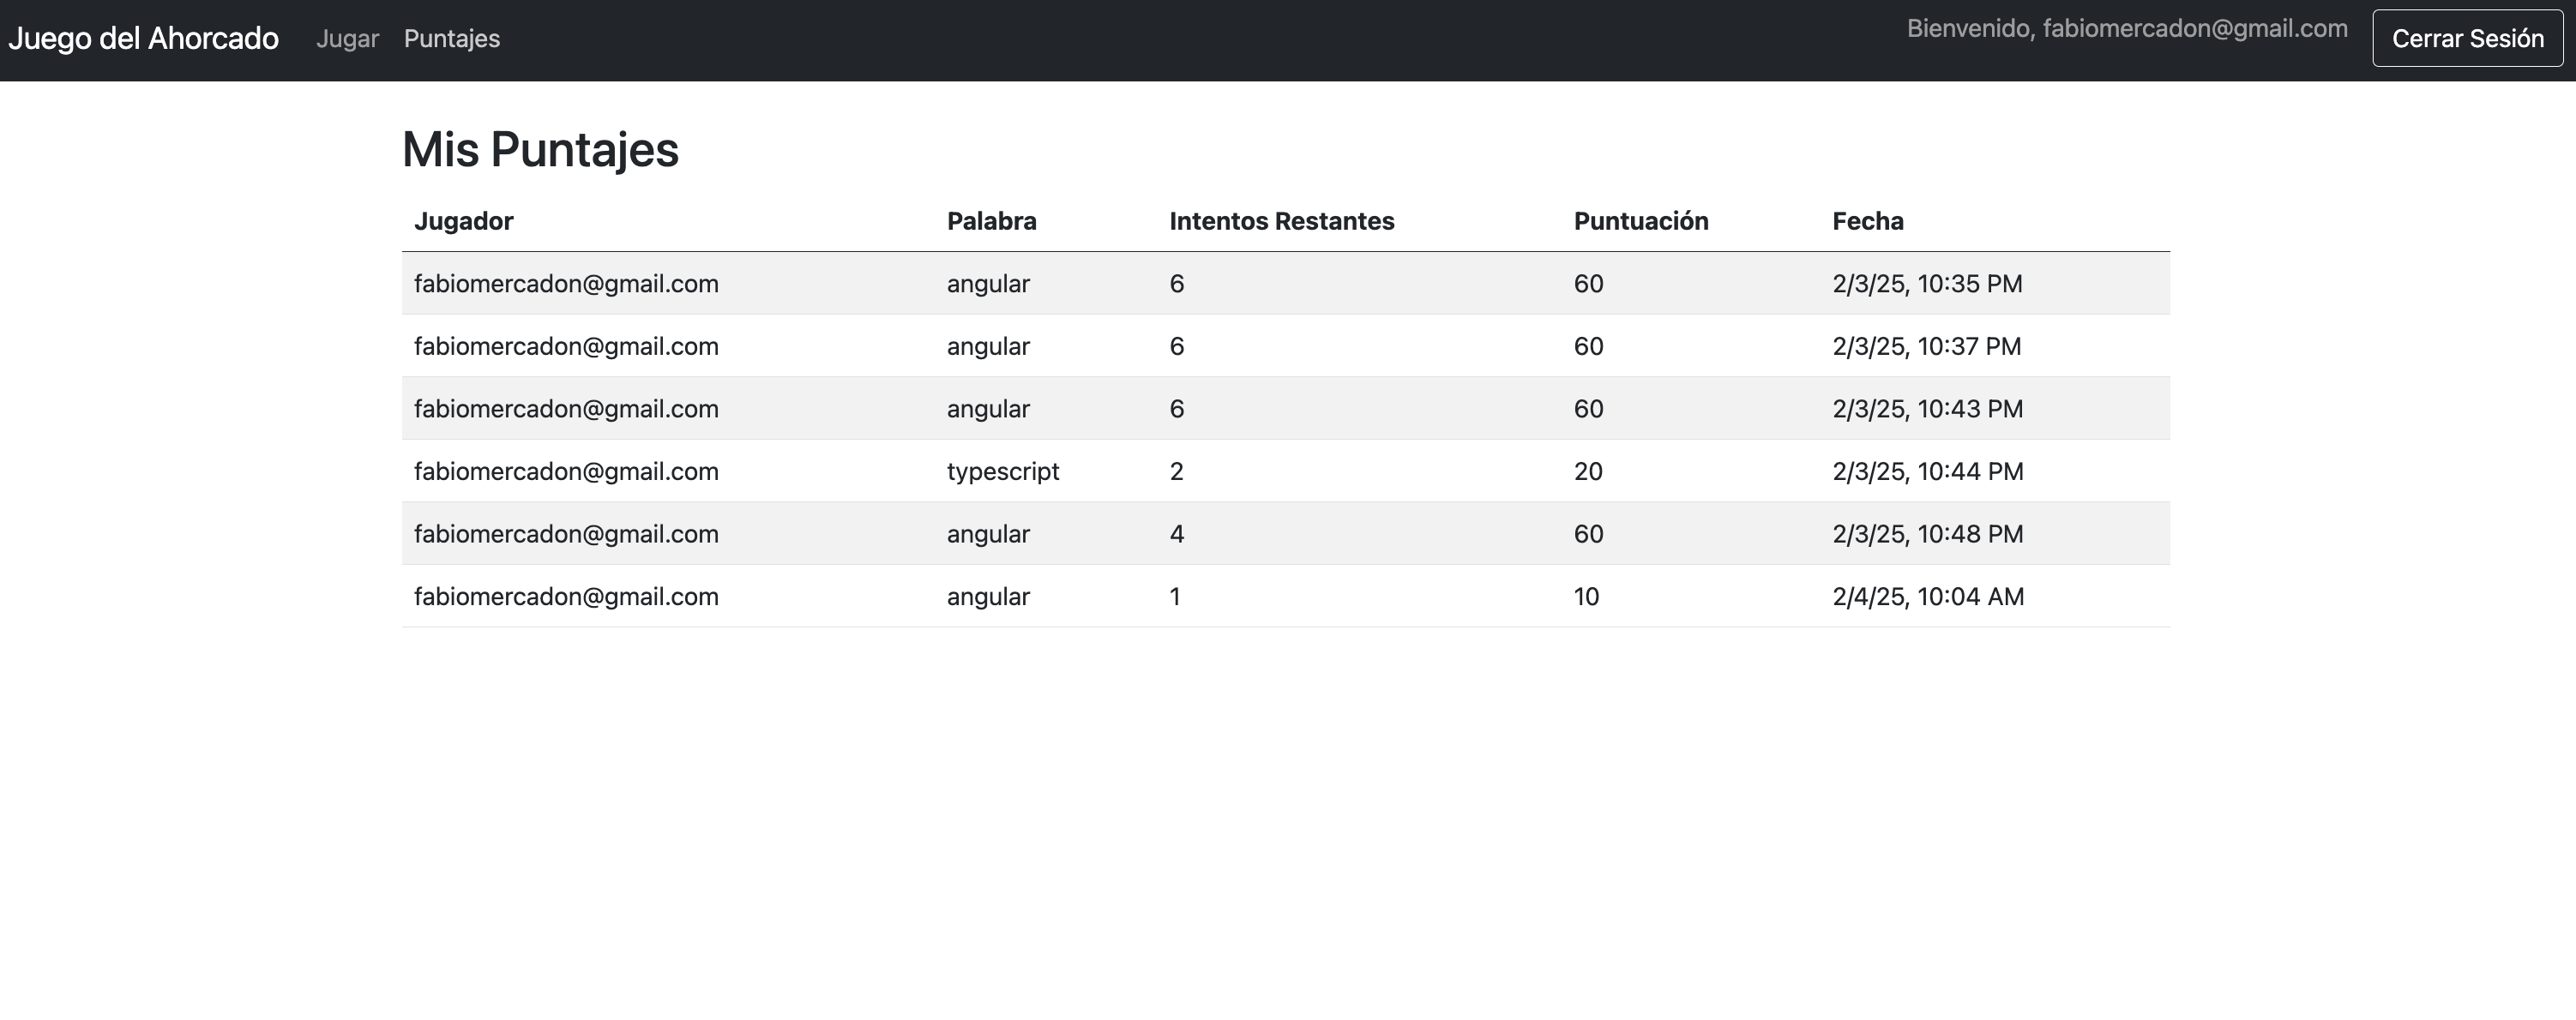 Juego del Ahorcado Jugar Puntajes Bienvenido, fabiomercadon@gmail.com Cerrar Sesión
Mis Puntajes
Jugador Palabra Intentos Restantes Puntuación Fecha
fabiomercadon@gmail.com angular 6 60 2/3/25, 10:35 PM
fabiomercadon@gmail.com angular 6 60 2/3/25, 10:37 PM
fabiomercadon@gmail.com angular 6 60 2/3/25, 10:43 PM
fabiomercadon@gmail.com typescript 2 20 2/3/25, 10:44 PM
fabiomercadon@gmail.com angular 4 60 2/3/25, 10:48 PM
fabiomercadon@gmail.com angular 1 10 2/4/25, 10:04 AM